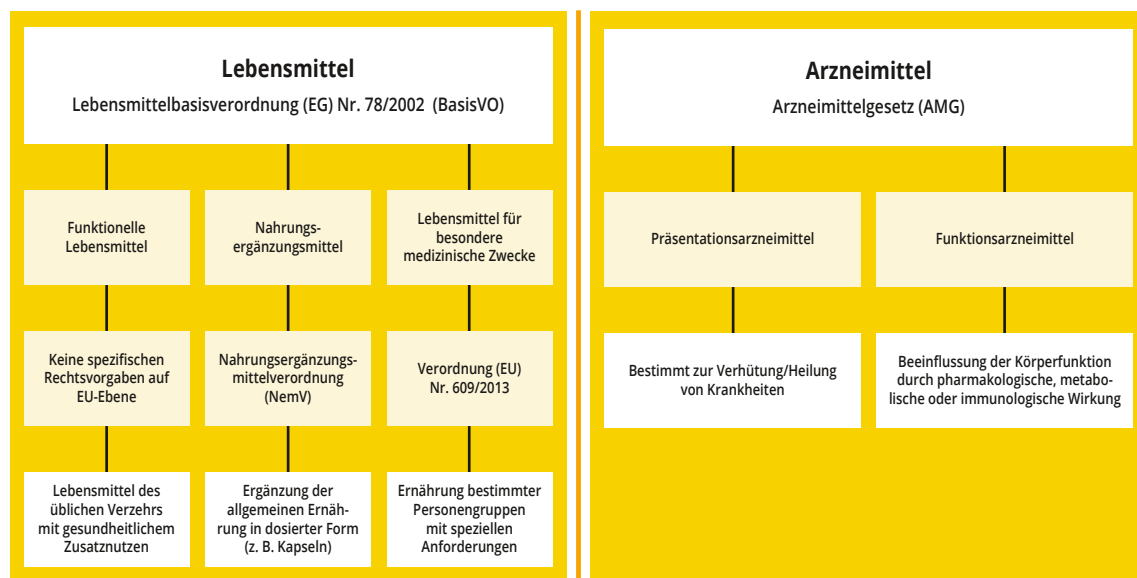 Lebensmittel
Lebensmittelbasisverordnung (EG) Nr. 78/2002 (BasisVO)
Funktionelle
Lebensmittel
Nahrungs-
ergänzungsmittel
Lebensmittel für
besondere
medizinische Zwecke
Keine spezifischen
Rechtsvorgaben auf
EU-Ebene
Nahrungsergänzungs-
mittelverordnung
(NemV)
Verordnung (EU)
Nr. 609/2013
Lebensmittel des
üblichen Verzehrs
mit gesundheitlichem
Zusatznutzen
Ergänzung der
allgemeinen Ernäh-
rung in dosierter Form
(z. B. Kapseln)
Ernährung bestimmter
Personengruppen
mit speziellen
Anforderungen
Arzneimittel
Arzneimittelgesetz (AMG)
Präsentationsarzneimittel
Funktionsarzneimittel
Bestimmt zur Verhütung/Heilung
von Krankheiten
Beeinflussung der Körperfunktion
durch pharmakologische, metabo-
lische oder immunologische Wirkung